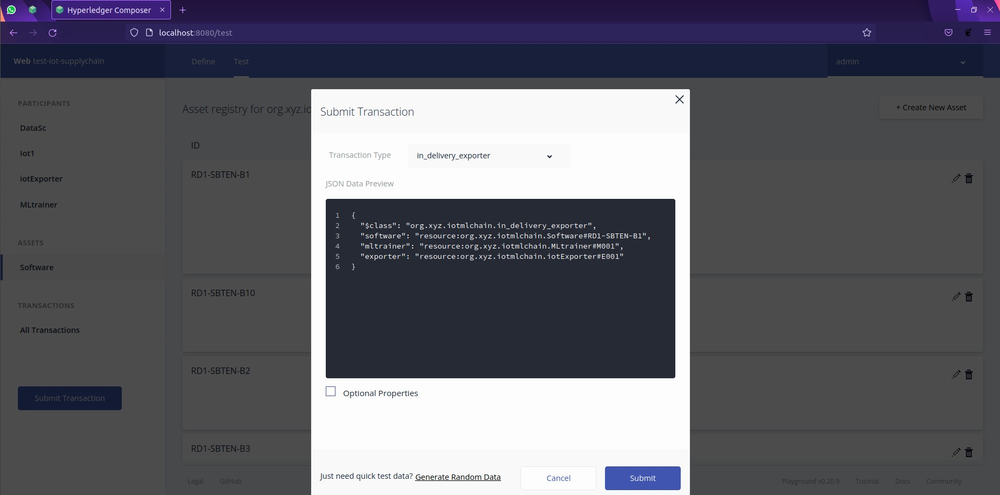 Hyperledger Composer
localhost:8080/test
Web test-iot-supplychain
Define
Test
admin
PARTICIPANTS
DataSc
Iot1
iotExporter
MLtrainer
ASSETS
Software
TRANSACTIONS
All Transactions
Submit Transaction
Asset registry for org.xyz.io
+ Create New Asset
ID
RD1-SBTEN-B1
RD1-SBTEN-B10
RD1-SBTEN-B2
RD1-SBTEN-B3
Submit Transaction
Transaction Type
in_delivery_exporter
JSON Data Preview
1 {
2 "$class": "org.xyz.iotmlchain.in_delivery_exporter",
3 "software": "resource:org.xyz.iotmlchain.Software#RD1-SBTEN-B1",
4 "mltrainer": "resource:org.xyz.iotmlchain.MLtrainer#M001",
5 "exporter": "resource:org.xyz.iotmlchain.iotExporter#E001"
6 }
Optional Properties
Just need quick test data? Generate Random Data
Cancel
Submit
Legal
GitHub
Playground v0.20.9
Tutorial
Docs
Community